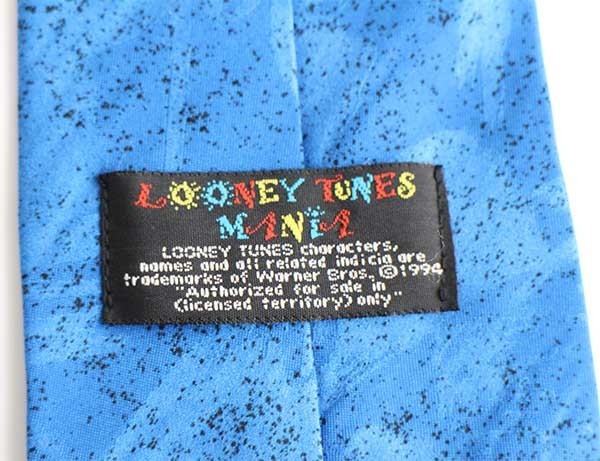 LOONEY TUNES
MANIA
LOONEY TUNES characters,
names and all related indicia are
trademarks of Warner Bros. ©1994
"Authorized for sale in
(licensed territory) only"